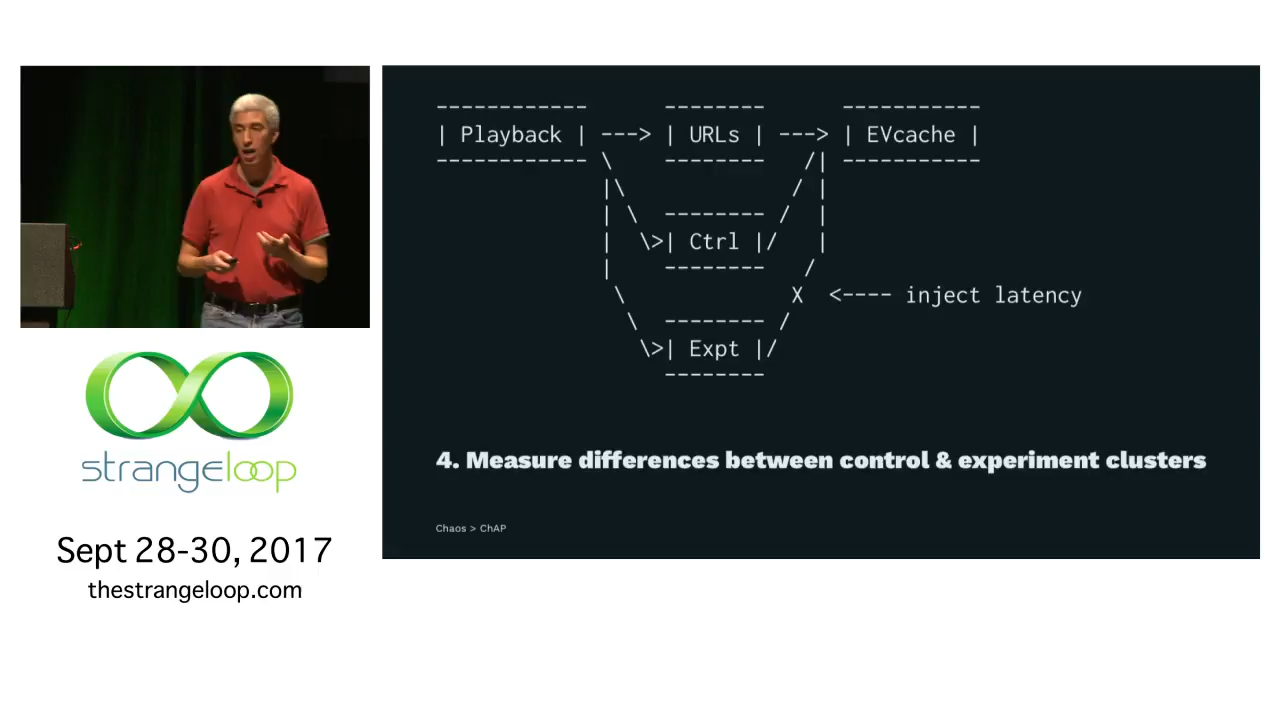 ------------ -------- -----------
| Playback | ---> | URLs | ---> | EVcache |
------------ \ -------- /| -----------
|\ / |
| \ -------- / |
| \>| Ctrl |/ |
| -------- /
\ X <---- inject latency
\ -------- /
\>| Expt |/
--------
4. Measure differences between control & experiment clusters
Chaos > ChAP
strangeloop
Sept 28-30, 2017
thestrangeloop.com